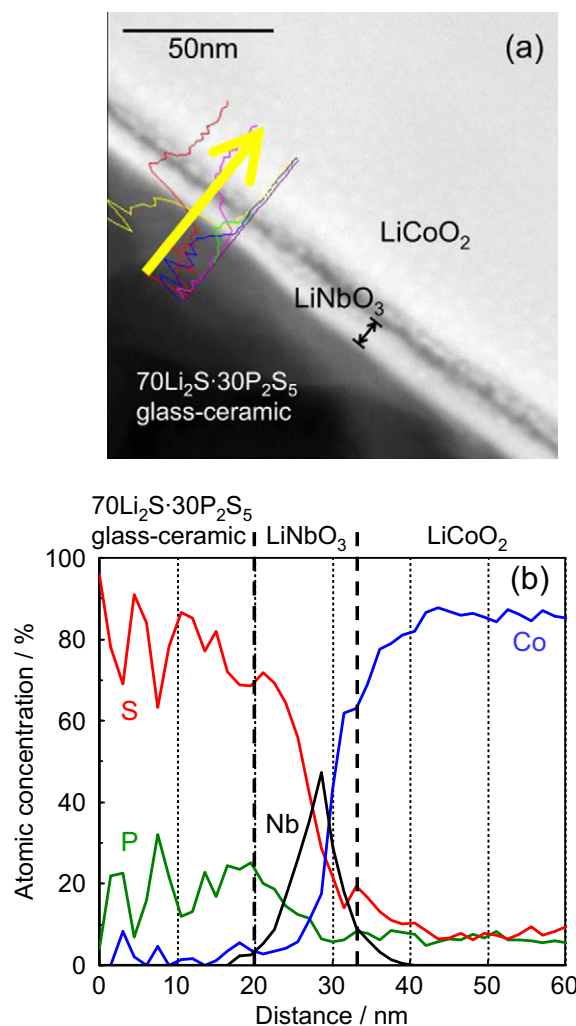 50nm
(a)
LiCoO₂
LiNbO₃
70Li₂S·30P₂S₅
glass-ceramic
70Li₂S·30P₂S₅
glass-ceramic
LiNbO₃
LiCoO₂
100
80
60
40
20
0
Atomic concentration / %
(b)
S
P
Nb
Co
0
10
20
30
40
50
60
Distance / nm